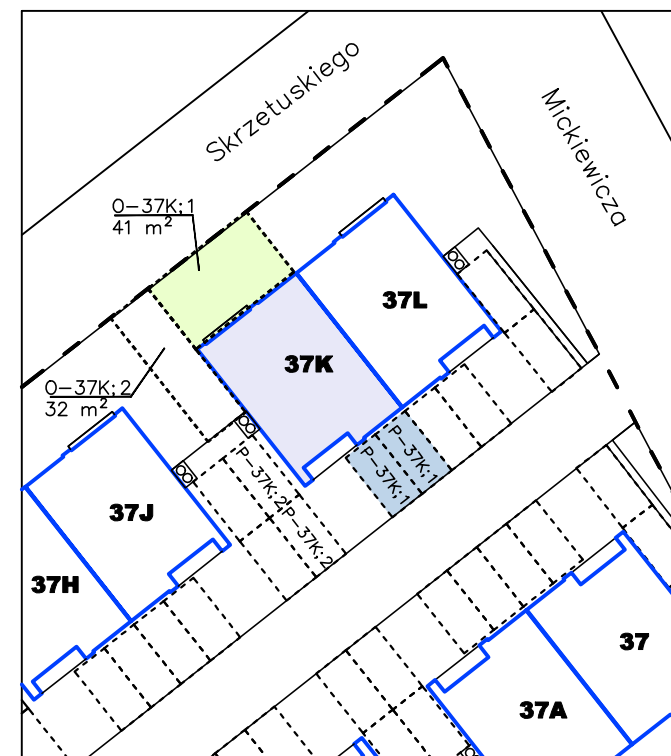 Skrzetuskiego
Mickiewicza
O-37K;1
41 m²
37L
37K
O-37K;2
32 m²
P-37K;1
P-37K;1
P-37K;2
P-37K;2
37J
37H
37
37A